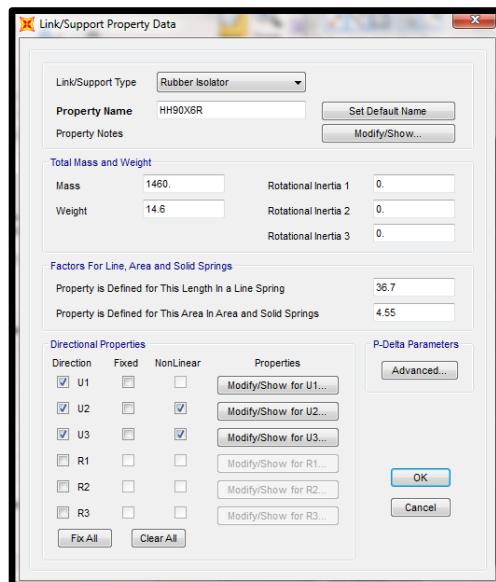 Link/Support Property Data
Link/Support Type Rubber Isolator
Property Name HH90X6R Set Default Name
Property Notes Modify/Show...
Total Mass and Weight
Mass 1460. Rotational Inertia 1 0.
Weight 14.6 Rotational Inertia 2 0.
Rotational Inertia 3 0.
Factors For Line, Area and Solid Springs
Property is Defined for This Length In a Line Spring 36.7
Property is Defined for This Area In Area and Solid Springs 4.55
Directional Properties P-Delta Parameters
Direction Fixed NonLinear Properties Advanced...
U1 Modify/Show for U1...
U2 Modify/Show for U2...
U3 Modify/Show for U3...
R1 Modify/Show for R1...
R2 Modify/Show for R2... OK
R3 Modify/Show for R3... Cancel
Fix All Clear All